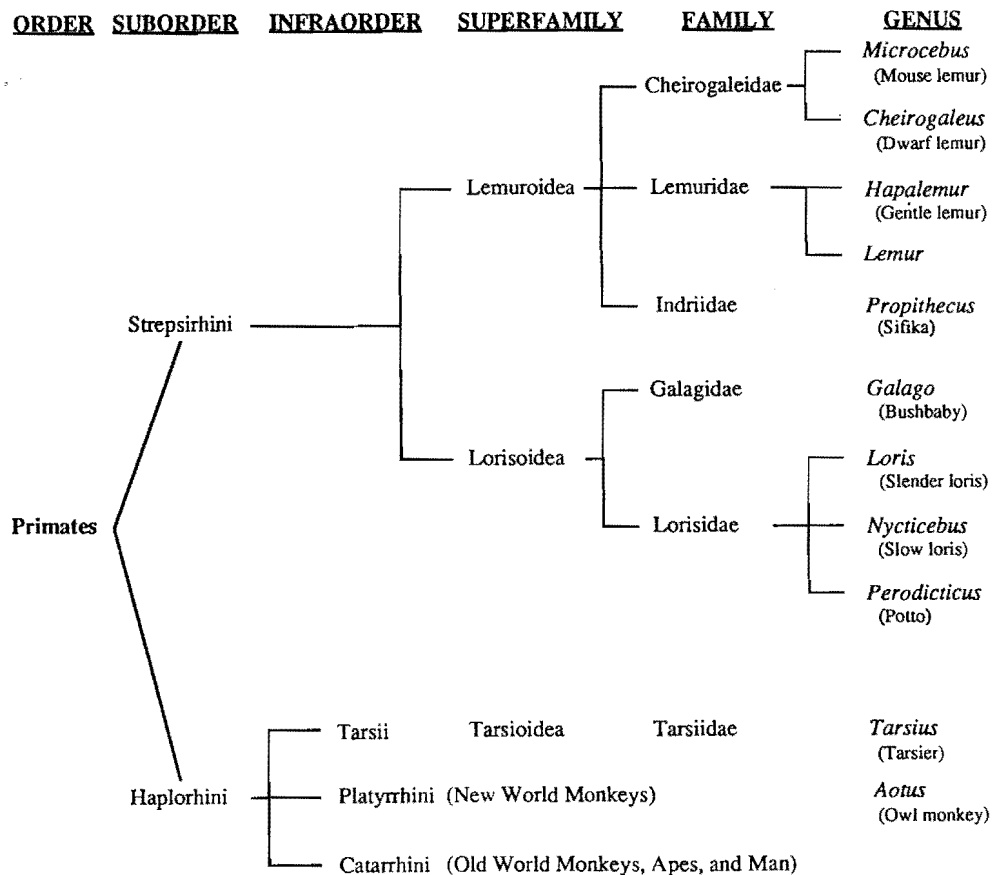 ORDER SUBORDER INFRAORDER SUPERFAMILY FAMILY GENUS
Microcebus
(Mouse lemur)
Cheirogaleidae
Cheirogaleus
(Dwarf lemur)
Lemuroidea Lemuridae Hapalemur
(Gentle lemur)
Lemur
Indriidae Propithecus
(Sifika)
Strepsirhini
Galagidae Galago
(Bushbaby)
Lorisoidea Loris
(Slender loris)
Primates Lorisidae Nycticebus
(Slow loris)
Perodicticus
(Potto)
Tarsii Tarsioidea Tarsiidae Tarsius
(Tarsier)
Haplorhini Platyrrhini (New World Monkeys) Aotus
(Owl monkey)
Catarrhini (Old World Monkeys, Apes, and Man)